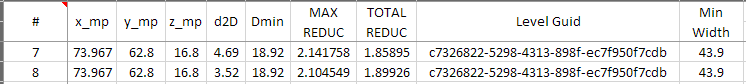 # x_mp y_mp z_mp d2D Dmin MAX REDUC TOTAL REDUC Level Guid Min Width
7 73.967 62.8 16.8 4.69 18.92 2.141758 1.85895 c7326822-5298-4313-898f-ec7f950f7cdb 43.9
8 73.967 62.8 16.8 3.52 18.92 2.104549 1.89926 c7326822-5298-4313-898f-ec7f950f7cdb 43.9